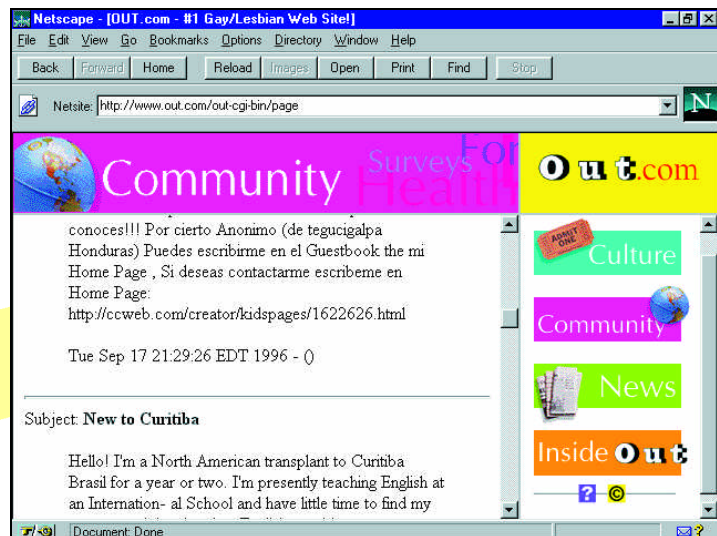 Netscape - [OUT.com - #1 Gay/Lesbian Web Site!]
File Edit View Go Bookmarks Options Directory Window Help
Back Forward Home Reload Images Open Print Find Stop
Netsite: http://www.out.com/out-cgi-bin/page
N
Community Surveys For Health
Out.com
conoces!!! Por cierto Anonimo (de tegucigalpa
Honduras) Puedes escribirme en el Guestbook the mi
Home Page , Si deseas contactarme escribeme en
Home Page:
http://ccweb.com/creator/kidspages/1622626.html
Tue Sep 17 21:29:26 EDT 1996 - ()
Subject: New to Curitiba
Hello! I'm a North American transplant to Curitiba
Brasil for a year or two. I'm presently teaching English at
an Internation- al School and have little time to find my
ADMIT ONE
Culture
Community
News
Inside Out
? ©
Document: Done